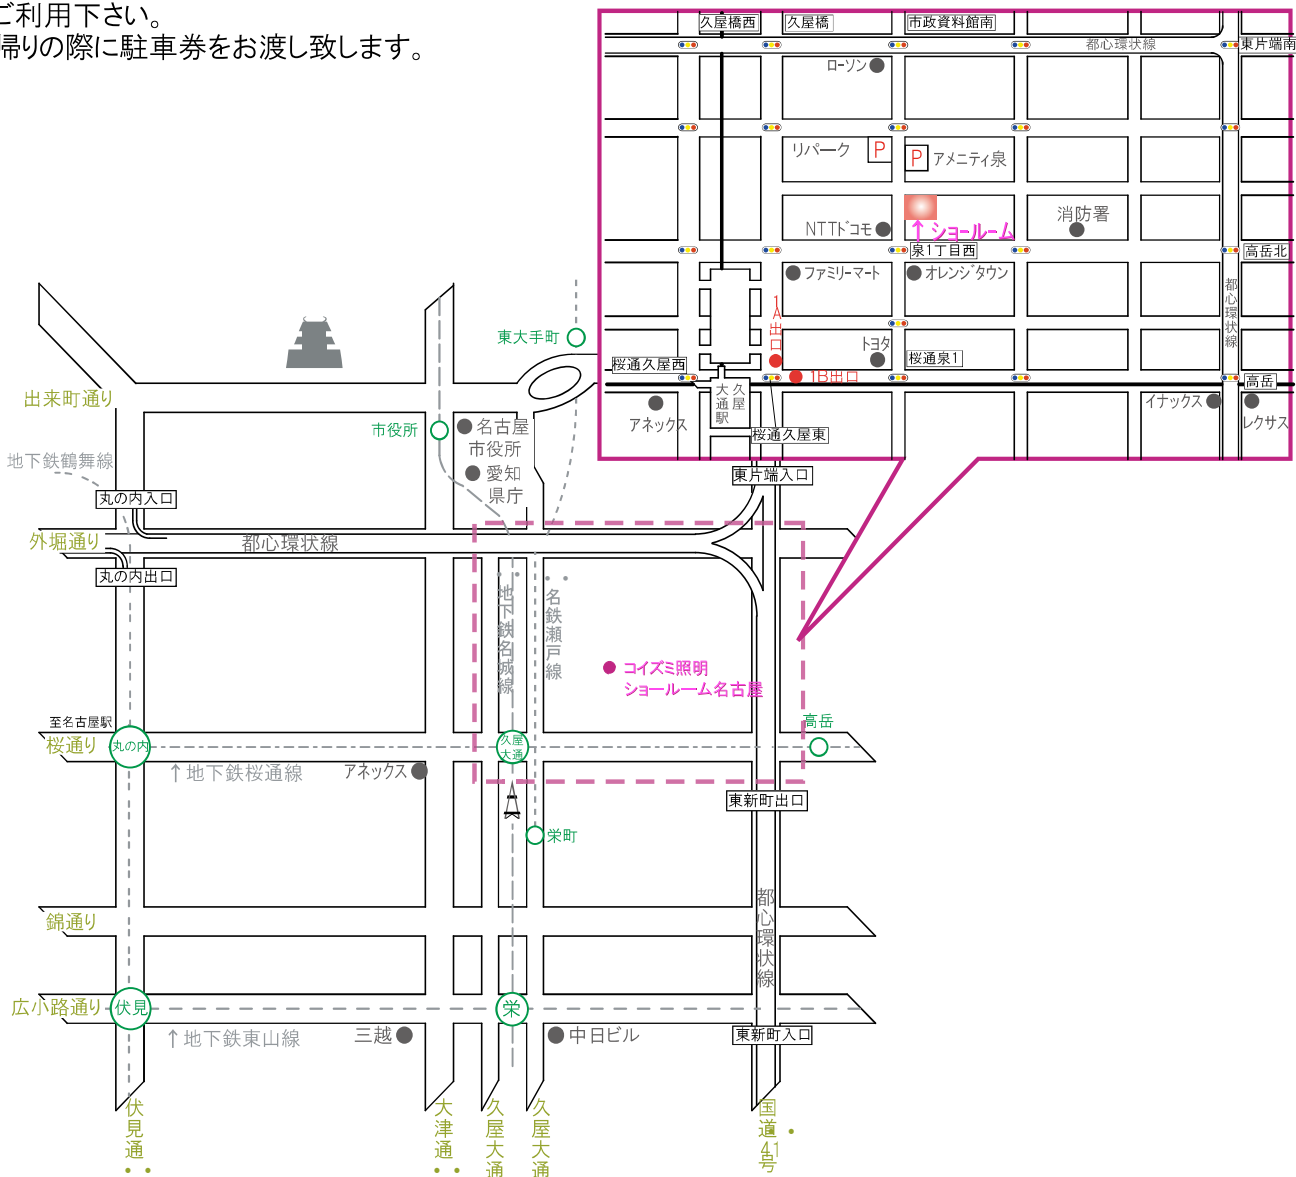 ご利用下さい。
帰りの際に駐車券をお渡し致します。
久屋橋西
久屋橋
市政資料館南
都心環状線
東片端南
ローソン
リパーク
P
P
アメニティ泉
NTTドコモ
↑ ショールーム
消防署
泉1丁目西
高岳北
ファミリーマート
オレンジタウン
都心環状線
1A出口
トヨタ
桜通泉1
桜通久屋西
1B出口
高岳
久屋大通駅
アネックス
イナックス
レクサス
桜通久屋東
東大手町
出来町通り
市役所
名古屋
市役所
愛知
県庁
地下鉄鶴舞線
丸の内入口
東片端入口
外堀通り
都心環状線
丸の内出口
地下鉄名城線
名鉄瀬戸線
コイズミ照明
ショールーム名古屋
至名古屋駅
桜通り
丸の内
久屋
大通
高岳
↑ 地下鉄桜通線
アネックス
東新町出口
栄町
都心環状線
錦通り
広小路通り
伏見
栄
↑ 地下鉄東山線
三越
中日ビル
東新町入口
伏見通
大津通
久屋大通
久屋大通
国道41号